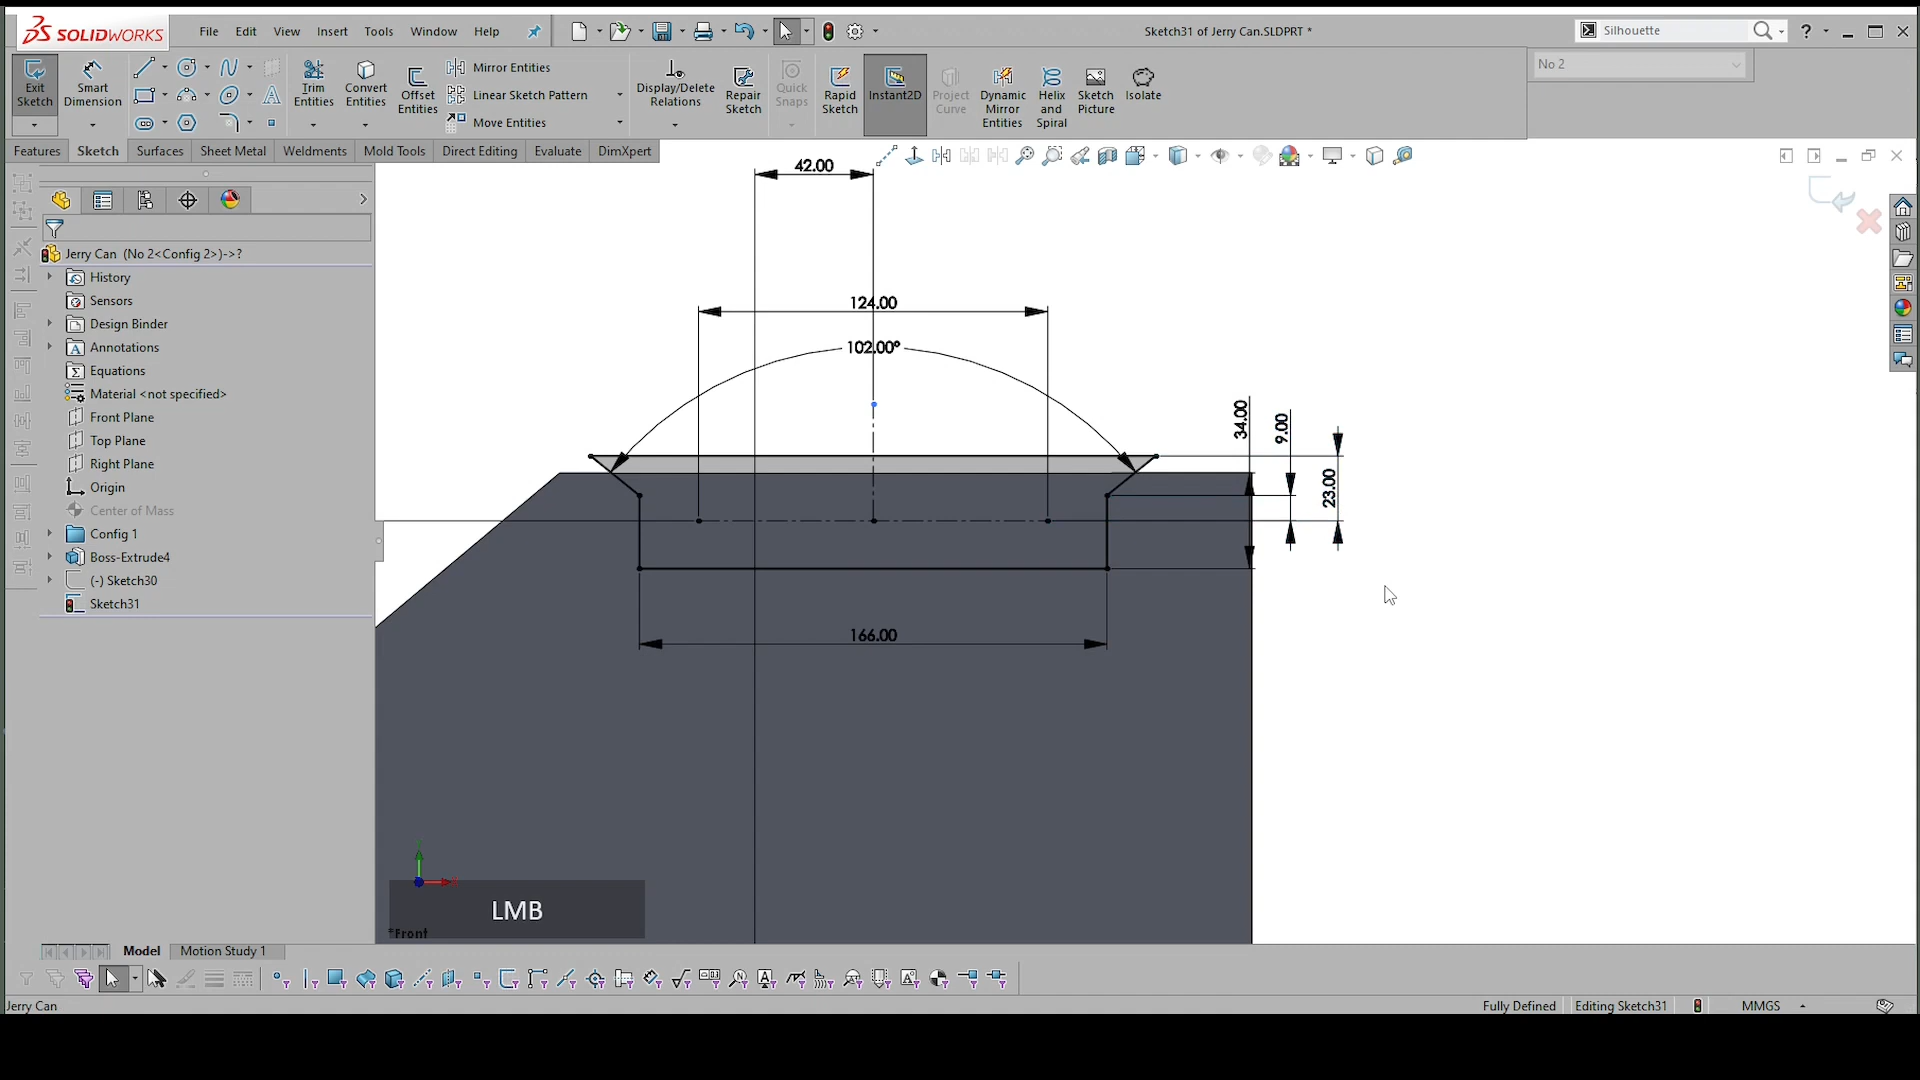 SOLIDWORKS
File Edit View Insert Tools Window Help
Sketch31 of Jerry Can.SLDPRT *
Silhouette
?
Exit Sketch
Smart Dimension
Trim Entities
Convert Entities
Offset Entities
Mirror Entities
Linear Sketch Pattern
Move Entities
Display/Delete Relations
Repair Sketch
Quick Snaps
Rapid Sketch
Instant2D
Project Curve
Dynamic Mirror Entities
Helix and Spiral
Sketch Picture
Isolate
No 2
Features Sketch Surfaces Sheet Metal Weldments Mold Tools Direct Editing Evaluate DimXpert
Jerry Can (No 2<Config 2>)->?
History
Sensors
Design Binder
Annotations
Equations
Material <not specified>
Front Plane
Top Plane
Right Plane
Origin
Center of Mass
Config 1
Boss-Extrude4
(-) Sketch30
Sketch31
42.00
124.00
102.00°
34.00
9.00
23.00
166.00
LMB
*Front
Model Motion Study 1
Jerry Can
Fully Defined Editing Sketch31 MMGS